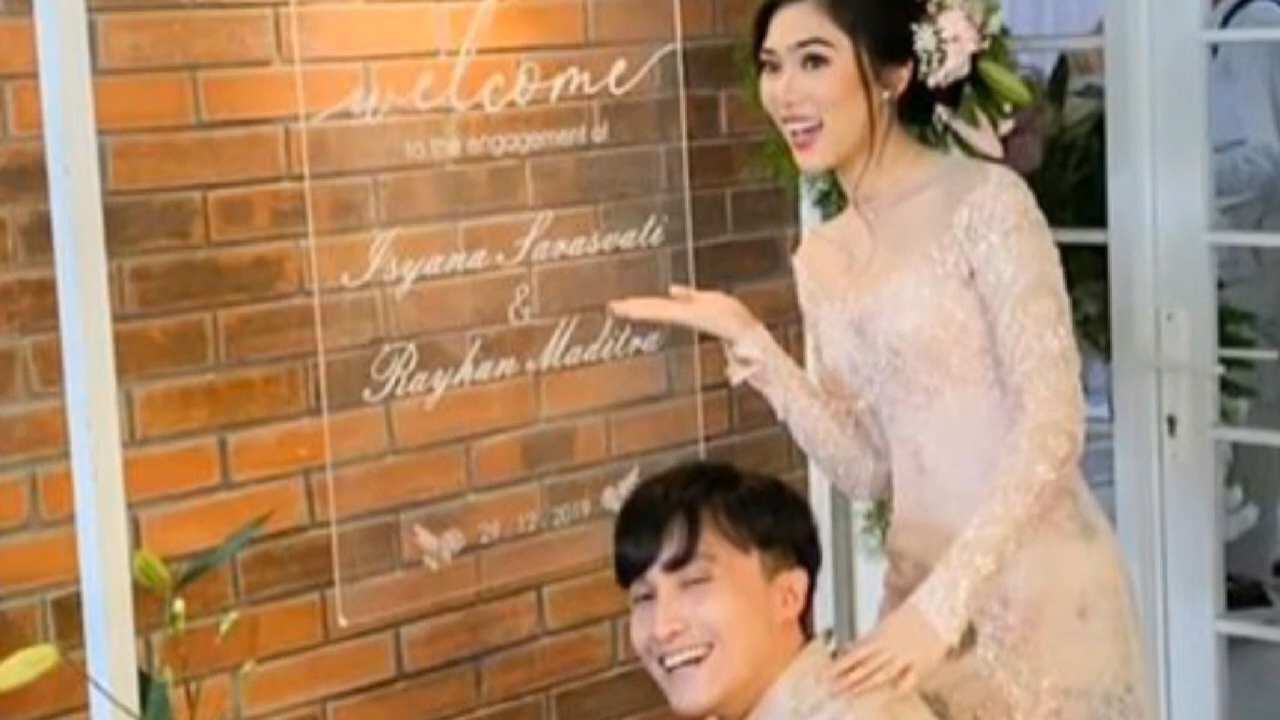 welcome
to the engagement of
Isyana Sarasvati
&
Rayhan Maditra
29 . 12 . 2019